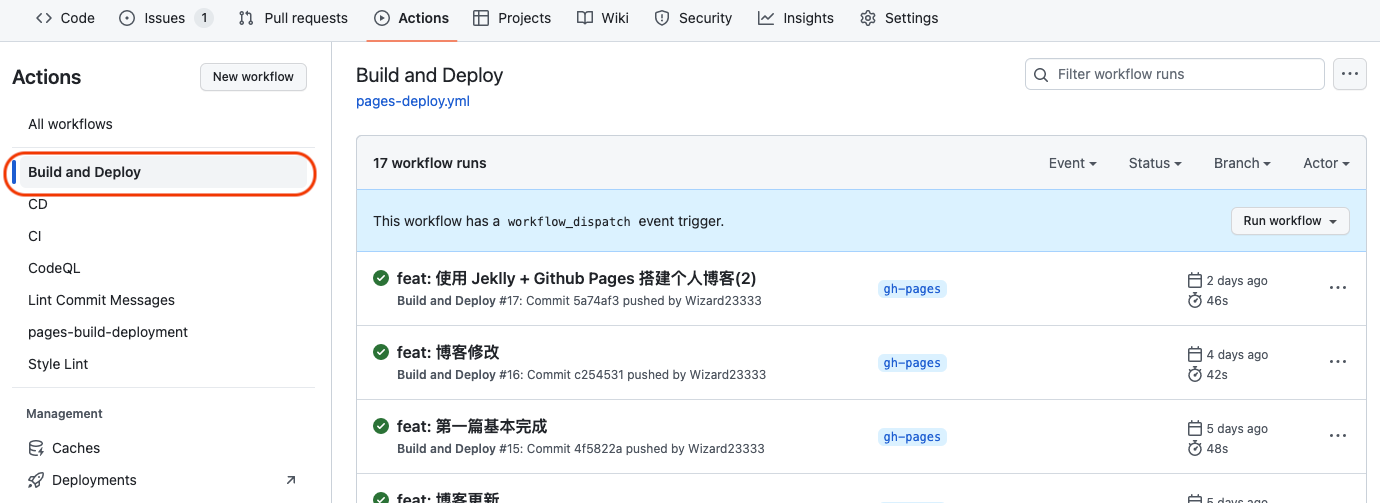 Code Issues 1 Pull requests Actions Projects Wiki Security Insights Settings
Actions
New workflow
All workflows
Build and Deploy
CD
CI
CodeQL
Lint Commit Messages
pages-build-deployment
Style Lint
Management
Caches
Deployments
Build and Deploy
pages-deploy.yml
Filter workflow runs
17 workflow runs
Event Status Branch Actor
This workflow has a workflow_dispatch event trigger.
Run workflow
feat: 使用 Jeklly + Github Pages 搭建个人博客(2)
Build and Deploy #17: Commit 5a74af3 pushed by Wizard23333
gh-pages
2 days ago
46s
feat: 博客修改
Build and Deploy #16: Commit c254531 pushed by Wizard23333
gh-pages
4 days ago
42s
feat: 第一篇基本完成
Build and Deploy #15: Commit 4f5822a pushed by Wizard23333
gh-pages
5 days ago
48s
feat: 博客更新
5 days ago